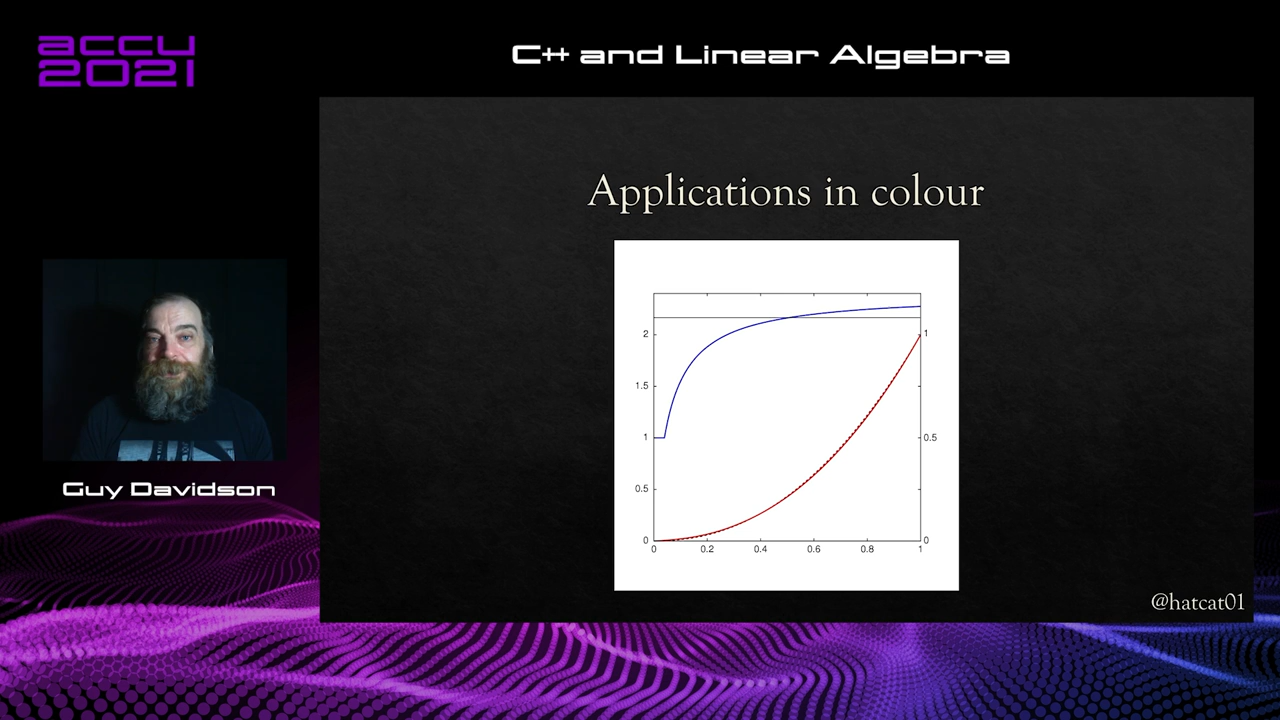 accu
2021
C++ and Linear Algebra
Applications in colour
2
1.5
1
0.5
0
1
0.5
0
0 0.2 0.4 0.6 0.8 1
Guy Davidson
@hatcat01